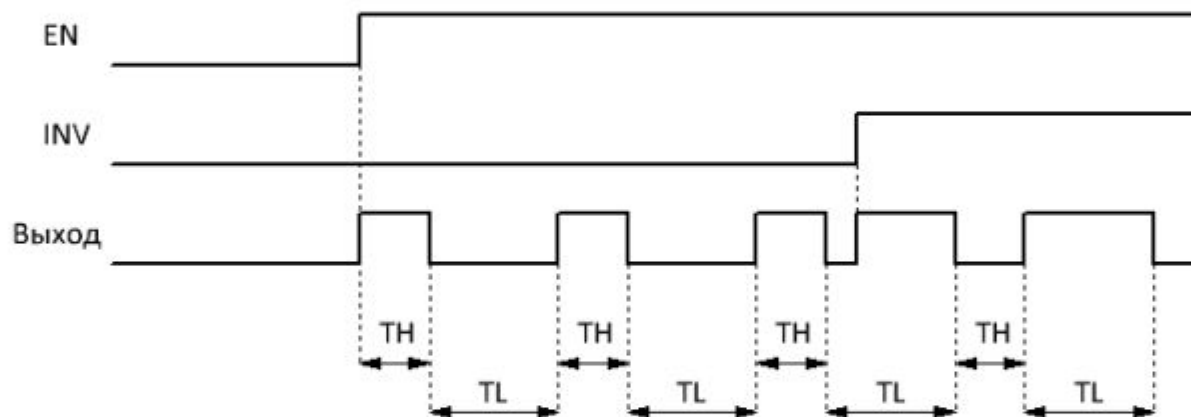 EN
INV
Выход
TH TH TH TH
TL TL TL TL